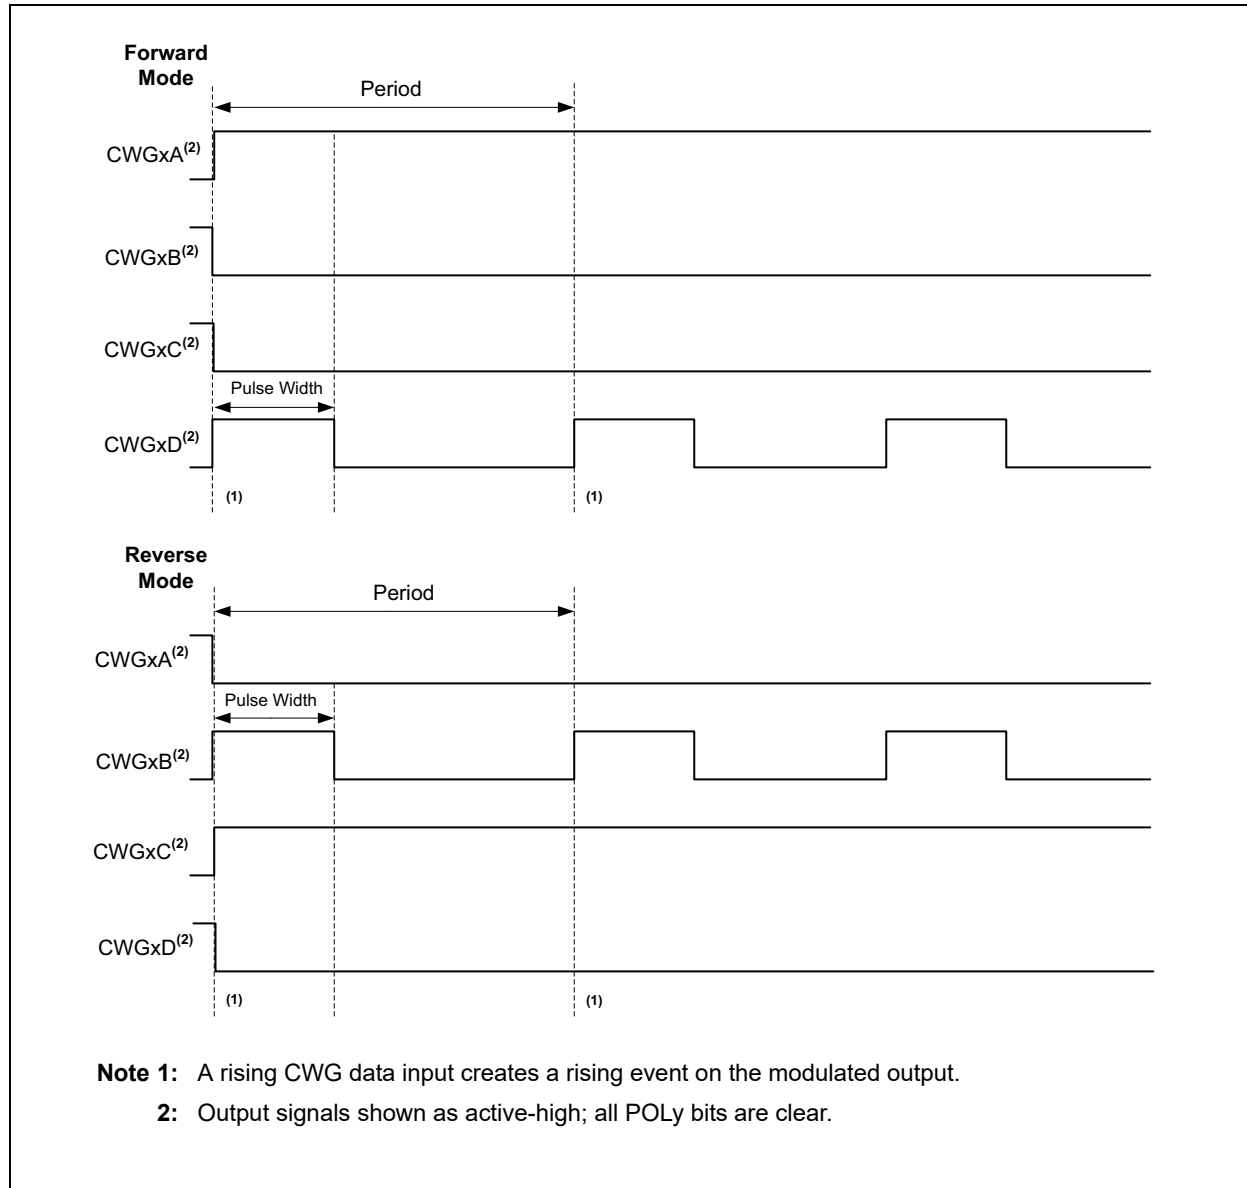 Forward
Mode
Period
CWGxA(2)
CWGxB(2)
CWGxC(2)
Pulse Width
CWGxD(2)
(1) (1)
Reverse
Mode
Period
CWGxA(2)
Pulse Width
CWGxB(2)
CWGxC(2)
CWGxD(2)
(1) (1)
Note 1: A rising CWG data input creates a rising event on the modulated output.
2: Output signals shown as active-high; all POLy bits are clear.